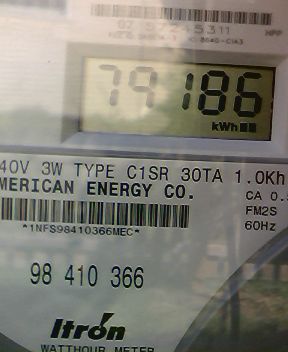 79186
kWh
40V 3W TYPE C1SR 30TA 1.0Kh
MERICAN ENERGY CO.
CA 0.
FM2S
60Hz
*1NFS98410366MEC*
98 410 366
Itron
WATTHOUR METER